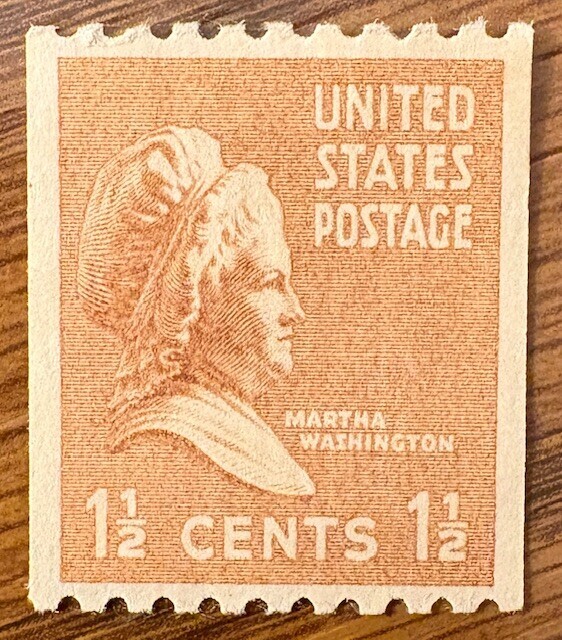 UNITED
STATES
POSTAGE
MARTHA
WASHINGTON
1½ CENTS 1½